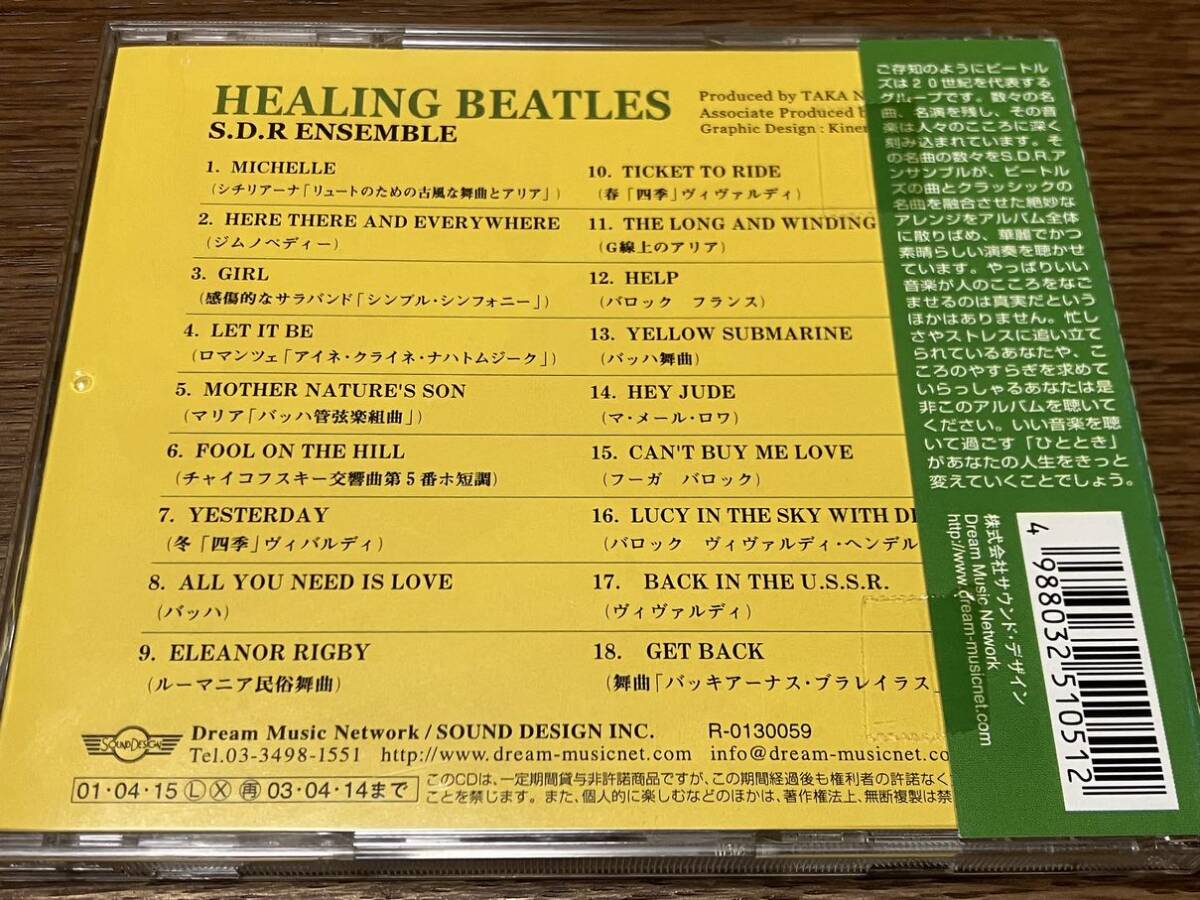 HEALING BEATLES
S.D.R ENSEMBLE
Produced by TAKA N
Associate Produced b
Graphic Design : Kiner
1. MICHELLE
(シチリアーナ「リュートのための古風な舞曲とアリア」)
2. HERE THERE AND EVERYWHERE
(ジムノペディー)
3. GIRL
(感傷的なサラバンド「シンプル・シンフォニー」)
4. LET IT BE
(ロマンツェ「アイネ・クライネ・ナハトムジーク」)
5. MOTHER NATURE'S SON
(マリア「バッハ管弦楽組曲」)
6. FOOL ON THE HILL
(チャイコフスキー交響曲第5番ホ短調)
7. YESTERDAY
(冬「四季」ヴィバルディ)
8. ALL YOU NEED IS LOVE
(バッハ)
9. ELEANOR RIGBY
(ルーマニア民俗舞曲)
10. TICKET TO RIDE
(春「四季」ヴィヴァルディ)
11. THE LONG AND WINDING
(G線上のアリア)
12. HELP
(バロック フランス)
13. YELLOW SUBMARINE
(バッハ舞曲)
14. HEY JUDE
(マ・メール・ロワ)
15. CAN'T BUY ME LOVE
(フーガ バロック)
16. LUCY IN THE SKY WITH DI
(バロック ヴィヴァルディ・ヘンデル
17. BACK IN THE U.S.S.R.
(ヴィヴァルディ)
18. GET BACK
(舞曲「バッキアーナス・ブラレイラス」
SOUND DESIGN
Dream Music Network / SOUND DESIGN INC. R-0130059
Tel.03-3498-1551 http://www.dream-musicnet.com info@dream-musicnet.co
01・04・15 Ⓛ Ⓧ 再 03・04・14まで
このCDは、一定期間貸与非許諾商品ですが、この期間経過後も権利者の許諾なく
ことを禁じます。また、個人的に楽しむなどのほかは、著作権法上、無断複製は禁
ご存知のようにビートル
ズは20世紀を代表する
グループです。数々の名
曲、名演を残し、その音
楽は人々のこころに深く
刻み込まれています。そ
の名曲の数々をS.D.R.ア
ンサンブルが、ビートル
ズの曲とクラッシックの
名曲を融合させた絶妙な
アレンジをアルバム全体
に散りばめ、華麗でかつ
素晴らしい演奏を聴かせ
ています。やっぱりいい
音楽が人のこころをなご
ませるのは真実だという
ほかはありません。忙し
さやストレスに追い立て
られているあなたや、こ
ころのやすらぎを求めて
いらっしゃるあなたは是
非このアルバムを聴いて
ください。いい音楽を聴
いて過ごす「ひととき」
があなたの人生をきっと
変えていくことでしょう。
株式会社サウンド・デザイン
Dream Music Network
http://www.dream-musicnet.com
4 988032 510512